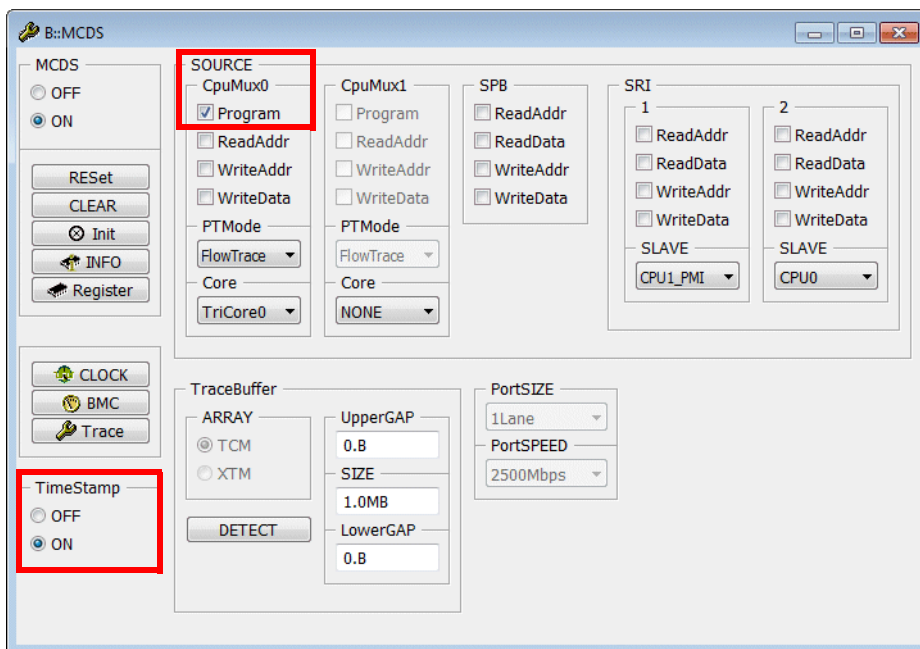 B::MCDS
MCDS
OFF
ON
RESet
CLEAR
Init
INFO
Register
CLOCK
BMC
Trace
TimeStamp
OFF
ON
SOURCE
CpuMux0
Program
ReadAddr
WriteAddr
WriteData
PTMode
FlowTrace
Core
TriCore0
CpuMux1
Program
ReadAddr
WriteAddr
WriteData
PTMode
FlowTrace
Core
NONE
SPB
ReadAddr
ReadData
WriteAddr
WriteData
SRI
1
ReadAddr
ReadData
WriteAddr
WriteData
SLAVE
CPU1_PMI
2
ReadAddr
ReadData
WriteAddr
WriteData
SLAVE
CPU0
TraceBuffer
ARRAY
TCM
XTM
DETECT
UpperGAP
0.B
SIZE
1.0MB
LowerGAP
0.B
PortSIZE
1Lane
PortSPEED
2500Mbps